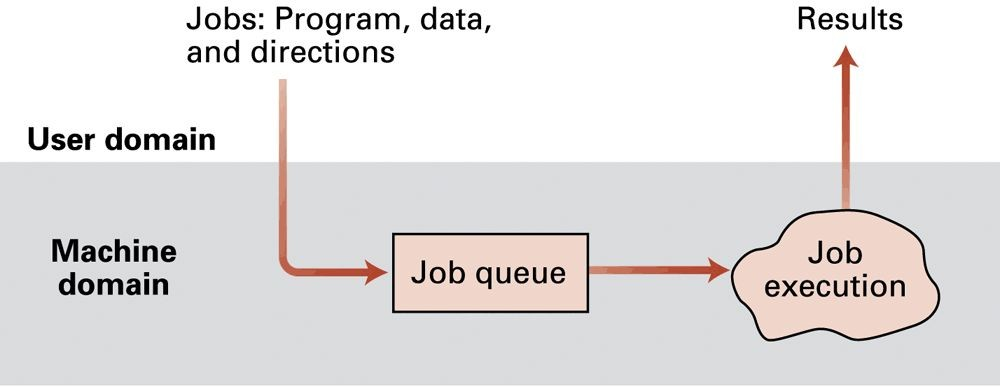 Jobs: Program, data,
and directions
Results
User domain
Machine
domain
Job queue
Job
execution